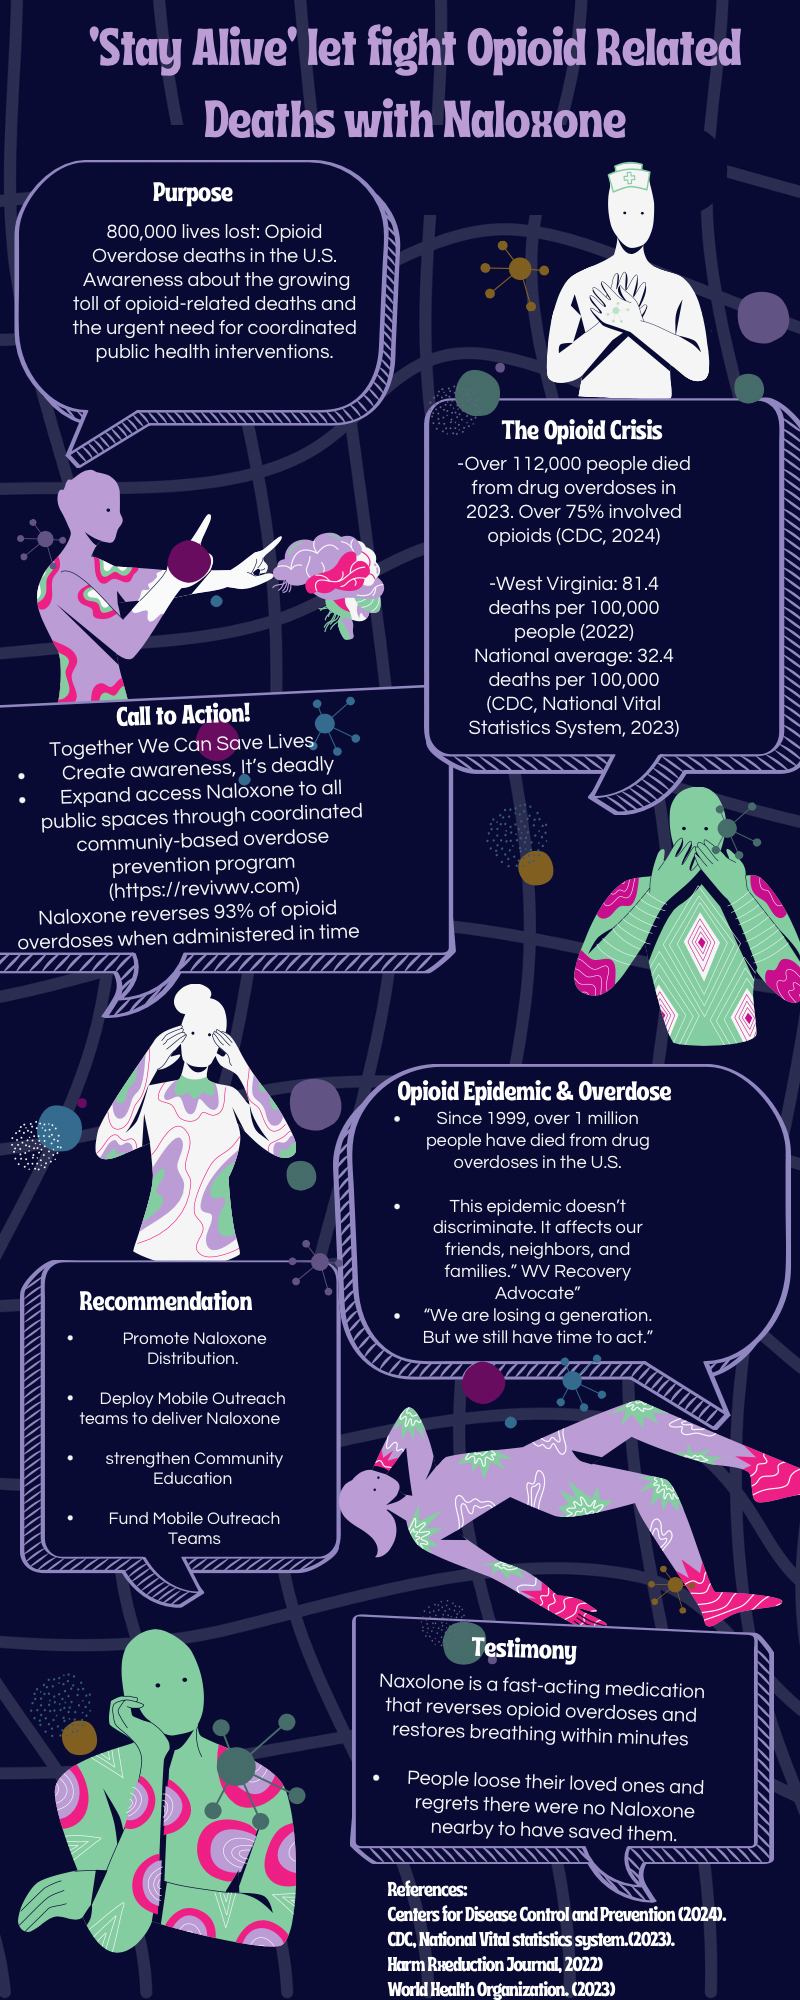 'Stay Alive' let fight Opioid Related
Deaths with Naloxone
Purpose
800,000 lives lost: Opioid
Overdose deaths in the U.S.
Awareness about the growing
toll of opioid-related deaths and
the urgent need for coordinated
public health interventions.
The Opioid Crisis
-Over 112,000 people died
from drug overdoses in
2023. Over 75% involved
opioids (CDC, 2024)
-West Virginia: 81.4
deaths per 100,000
people (2022)
National average: 32.4
deaths per 100,000
(CDC, National Vital
Statistics System, 2023)
Call to Action!
Together We Can Save Lives
• Create awareness, It's deadly
• Expand access Naloxone to all
public spaces through coordinated
communiy-based overdose
prevention program
(https://revivwv.com)
Naloxone reverses 93% of opioid
overdoses when administered in time
Opioid Epidemic & Overdose
• Since 1999, over 1 million
people have died from drug
overdoses in the U.S.
• This epidemic doesn't
discriminate. It affects our
friends, neighbors, and
families.” WV Recovery
Advocate”
• “We are losing a generation.
But we still have time to act.”
Recommendation
• Promote Naloxone
Distribution.
• Deploy Mobile Outreach
teams to deliver Naloxone
• strengthen Community
Education
• Fund Mobile Outreach
Teams
Testimony
Naxolone is a fast-acting medication
that reverses opioid overdoses and
restores breathing within minutes
• People loose their loved ones and
regrets there were no Naloxone
nearby to have saved them.
References:
Centers for Disease Control and Prevention (2024).
CDC, National Vital statistics system.(2023).
Harm Rxeduction Journal, 2022)
World Health Organization. (2023)